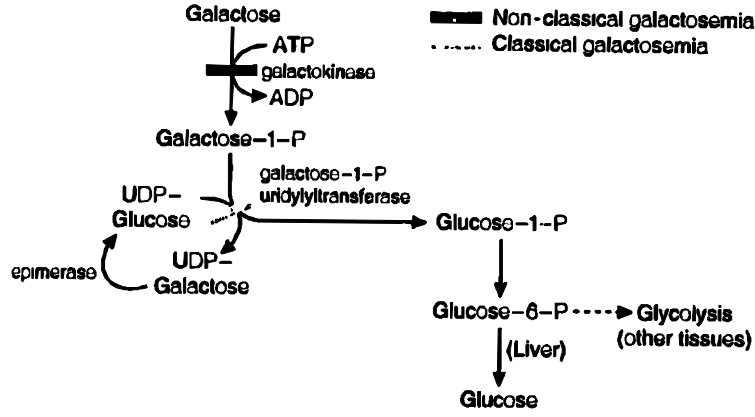 Galactose
Non-classical galactosemia
Classical galactosemia
ATP
galactokinase
ADP
Galactose-1-P
galactose-1-P
uridylyltransferase
UDP-
Glucose
Glucose-1-P
UDP-
Galactose
epimerase
Glucose-6-P
Glycolysis
(other tissues)
(Liver)
Glucose